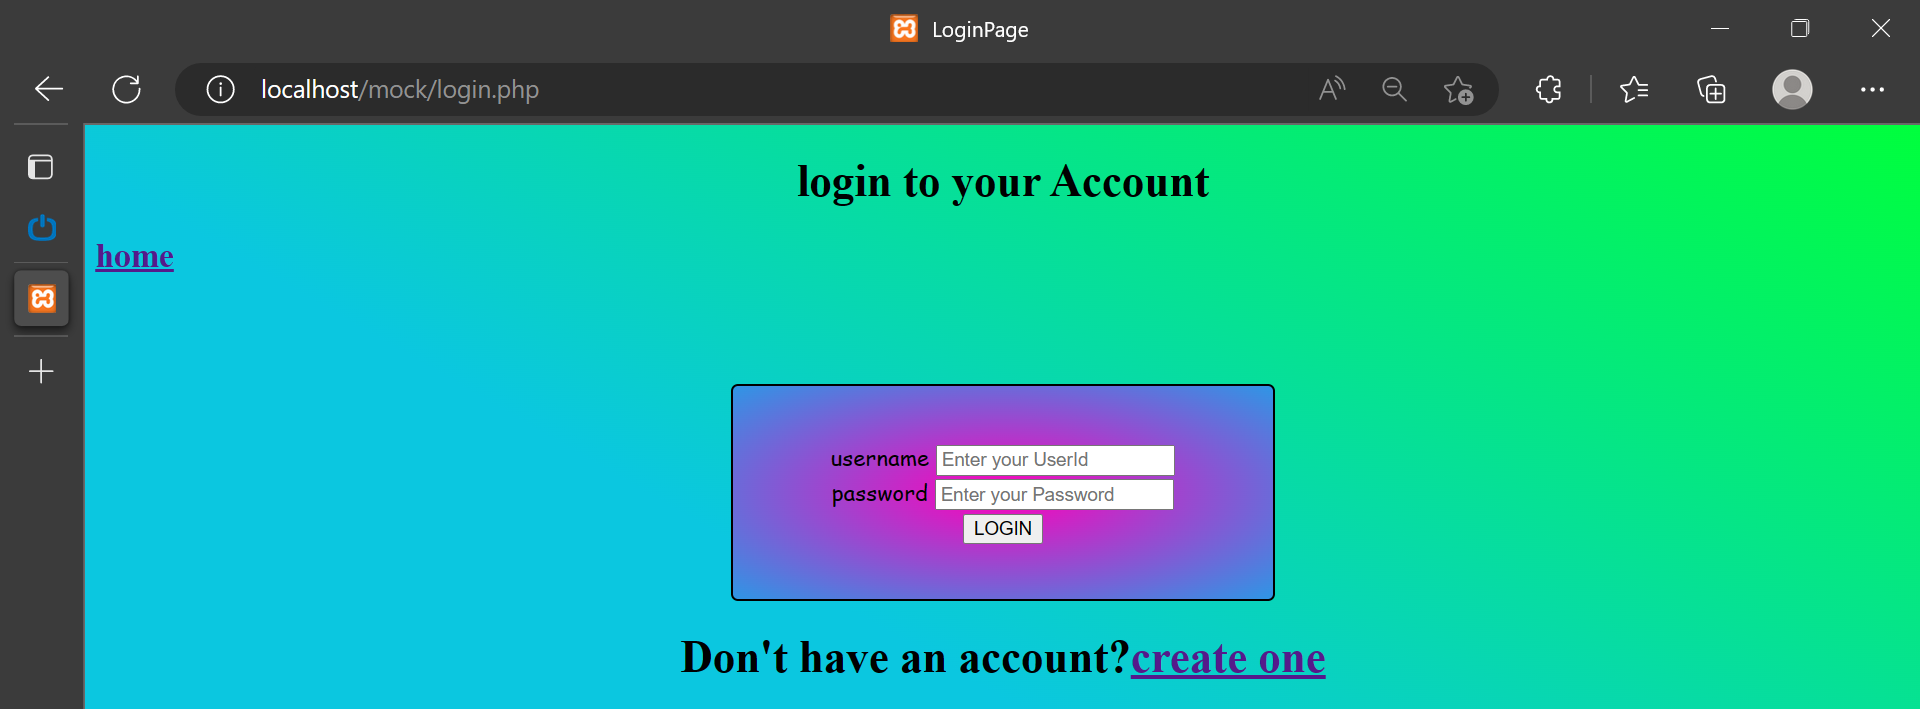 LoginPage
localhost/mock/login.php
login to your Account
home
username Enter your UserId
password Enter your Password
LOGIN
Don't have an account?create one